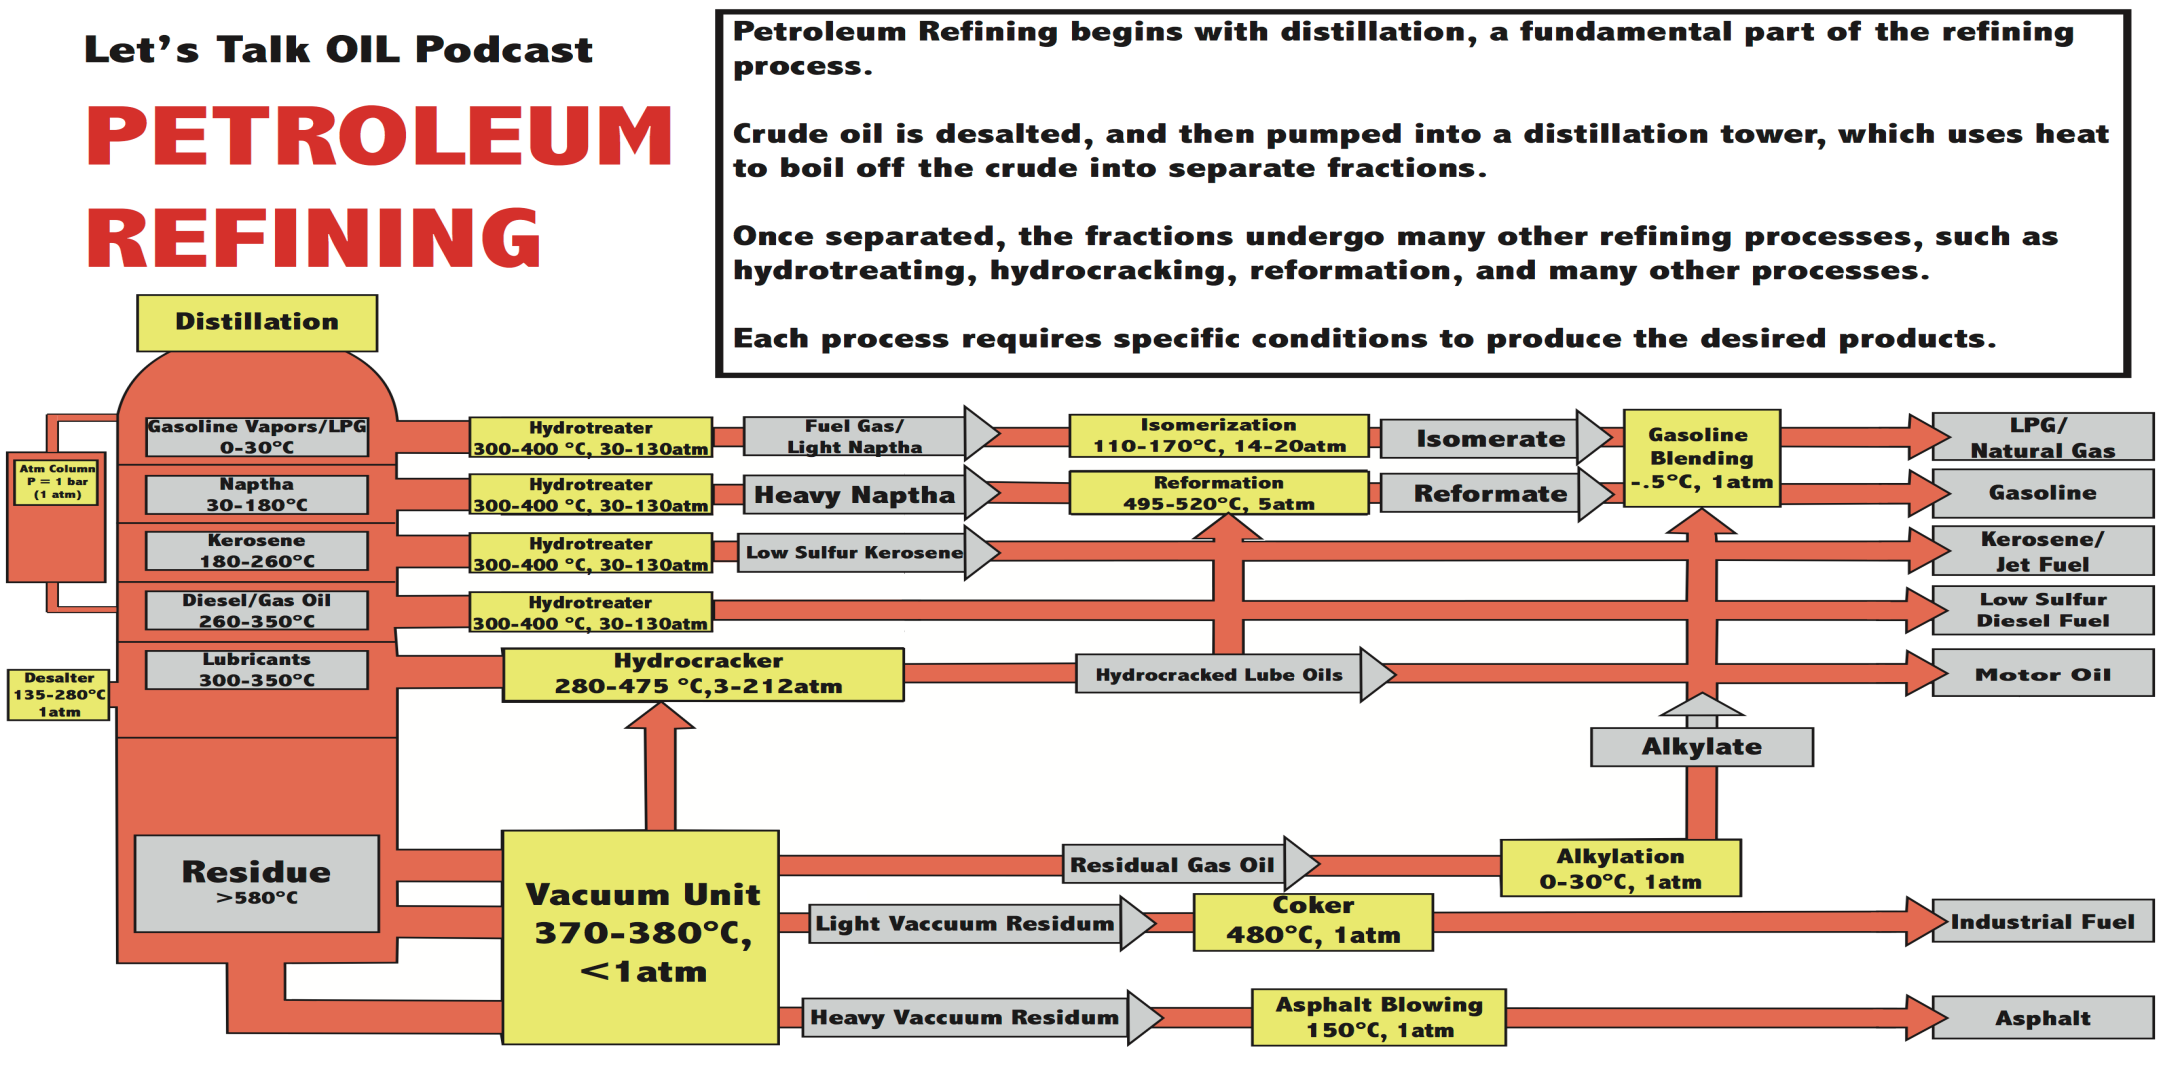 Let's Talk OIL Podcast
PETROLEUM
REFINING
Petroleum Refining begins with distillation, a fundamental part of the refining
process.
Crude oil is desalted, and then pumped into a distillation tower, which uses heat
to boil off the crude into separate fractions.
Once separated, the fractions undergo many other refining processes, such as
hydrotreating, hydrocracking, reformation, and many other processes.
Each process requires specific conditions to produce the desired products.
Distillation
Gasoline Vapors/LPG
0-30°C
Hydrotreater
300-400 °C, 30-130atm
Fuel Gas/
Light Naptha
Isomerization
110-170°C, 14-20atm
Isomerate
Gasoline
Blending
-.5°C, 1atm
LPG/
Natural Gas
Atm Column
P = 1 bar
(1 atm)
Naptha
30-180°C
Hydrotreater
300-400 °C, 30-130atm
Heavy Naptha
Reformation
495-520°C, 5atm
Reformate
Gasoline
Kerosene
180-260°C
Hydrotreater
300-400 °C, 30-130atm
Low Sulfur Kerosene
Kerosene/
Jet Fuel
Diesel/Gas Oil
260-350°C
Hydrotreater
300-400 °C, 30-130atm
Low Sulfur
Diesel Fuel
Desalter
135-280°C
1atm
Lubricants
300-350°C
Hydrocracker
280-475 °C,3-212atm
Hydrocracked Lube Oils
Motor Oil
Alkylate
Residue
>580°C
Vacuum Unit
370-380°C,
<1atm
Residual Gas Oil
Alkylation
0-30°C, 1atm
Light Vaccuum Residum
Coker
480°C, 1atm
Industrial Fuel
Heavy Vaccuum Residum
Asphalt Blowing
150°C, 1atm
Asphalt